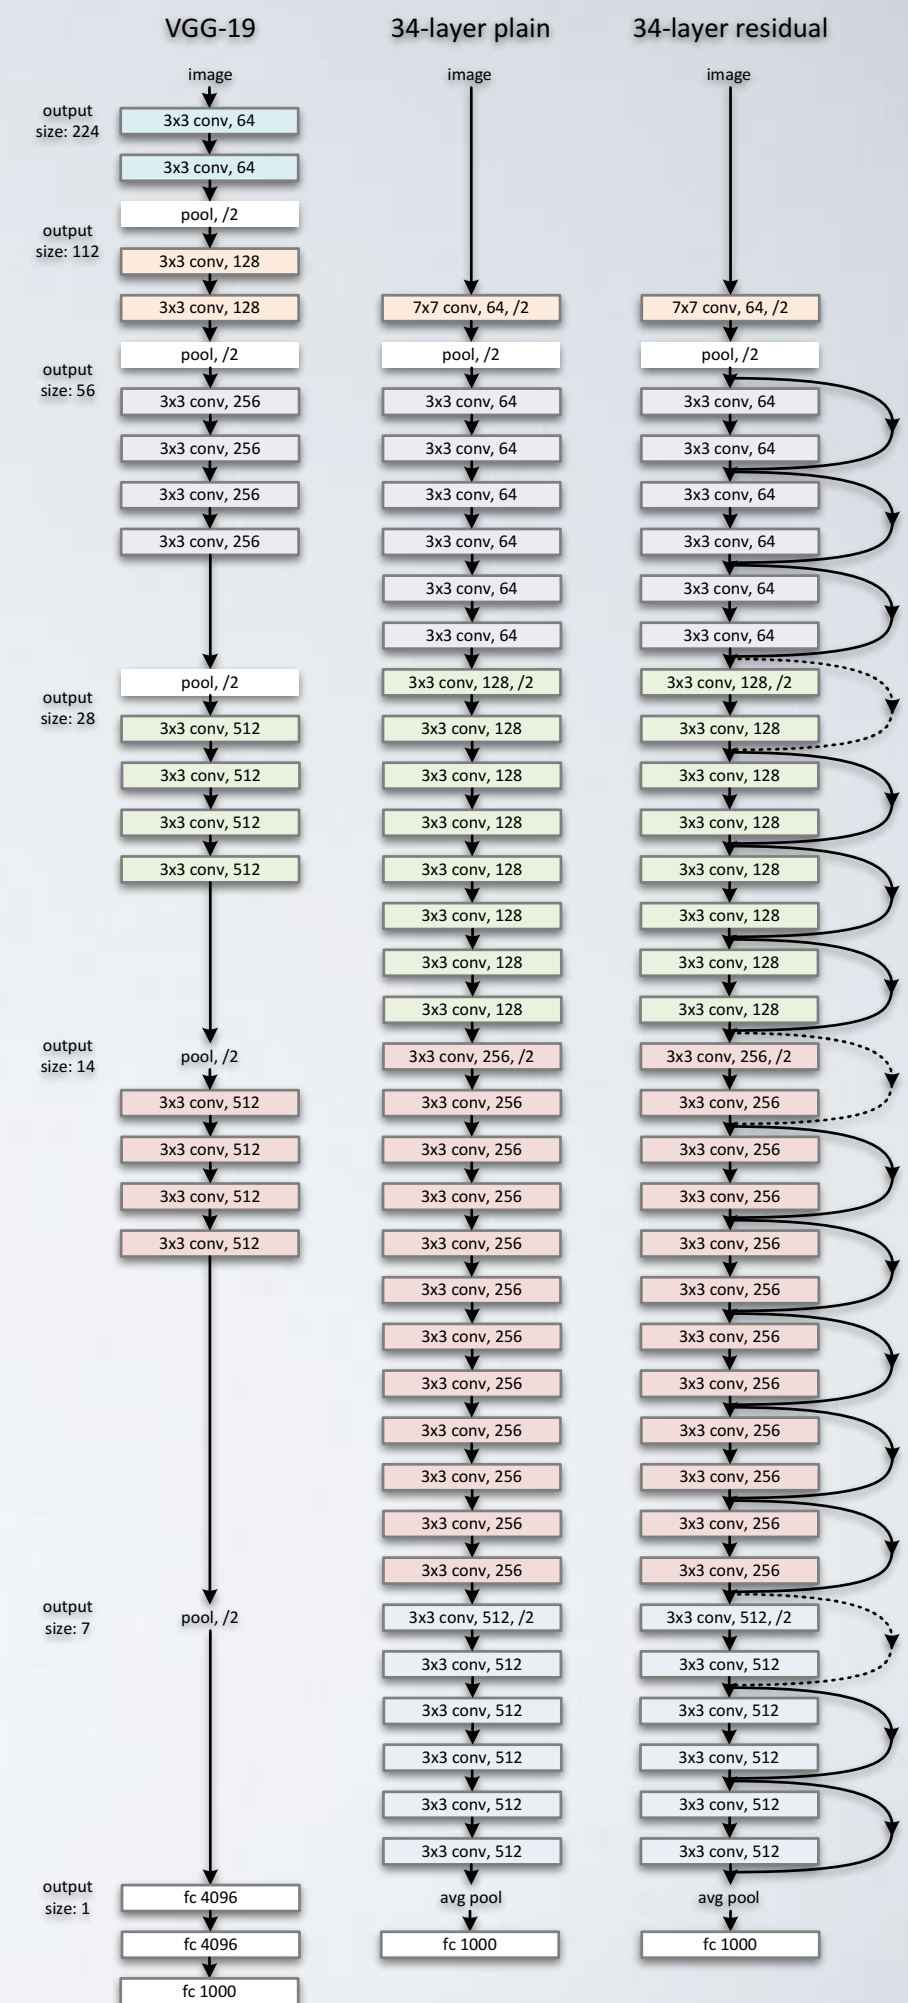 VGG-19
image
output
size: 224
3x3 conv, 64
3x3 conv, 64
pool, /2
output
size: 112
3x3 conv, 128
3x3 conv, 128
pool, /2
output
size: 56
3x3 conv, 256
3x3 conv, 256
3x3 conv, 256
3x3 conv, 256
pool, /2
output
size: 28
3x3 conv, 512
3x3 conv, 512
3x3 conv, 512
3x3 conv, 512
output
size: 14
pool, /2
3x3 conv, 512
3x3 conv, 512
3x3 conv, 512
3x3 conv, 512
output
size: 7
pool, /2
output
size: 1
fc 4096
fc 4096
fc 1000
34-layer plain
image
7x7 conv, 64, /2
pool, /2
3x3 conv, 64
3x3 conv, 64
3x3 conv, 64
3x3 conv, 64
3x3 conv, 64
3x3 conv, 64
3x3 conv, 128, /2
3x3 conv, 128
3x3 conv, 128
3x3 conv, 128
3x3 conv, 128
3x3 conv, 128
3x3 conv, 128
3x3 conv, 128
3x3 conv, 256, /2
3x3 conv, 256
3x3 conv, 256
3x3 conv, 256
3x3 conv, 256
3x3 conv, 256
3x3 conv, 256
3x3 conv, 256
3x3 conv, 256
3x3 conv, 256
3x3 conv, 256
3x3 conv, 256
3x3 conv, 512, /2
3x3 conv, 512
3x3 conv, 512
3x3 conv, 512
3x3 conv, 512
3x3 conv, 512
avg pool
fc 1000
34-layer residual
image
7x7 conv, 64, /2
pool, /2
3x3 conv, 64
3x3 conv, 64
3x3 conv, 64
3x3 conv, 64
3x3 conv, 64
3x3 conv, 64
3x3 conv, 128, /2
3x3 conv, 128
3x3 conv, 128
3x3 conv, 128
3x3 conv, 128
3x3 conv, 128
3x3 conv, 128
3x3 conv, 128
3x3 conv, 256, /2
3x3 conv, 256
3x3 conv, 256
3x3 conv, 256
3x3 conv, 256
3x3 conv, 256
3x3 conv, 256
3x3 conv, 256
3x3 conv, 256
3x3 conv, 256
3x3 conv, 256
3x3 conv, 256
3x3 conv, 512, /2
3x3 conv, 512
3x3 conv, 512
3x3 conv, 512
3x3 conv, 512
3x3 conv, 512
avg pool
fc 1000